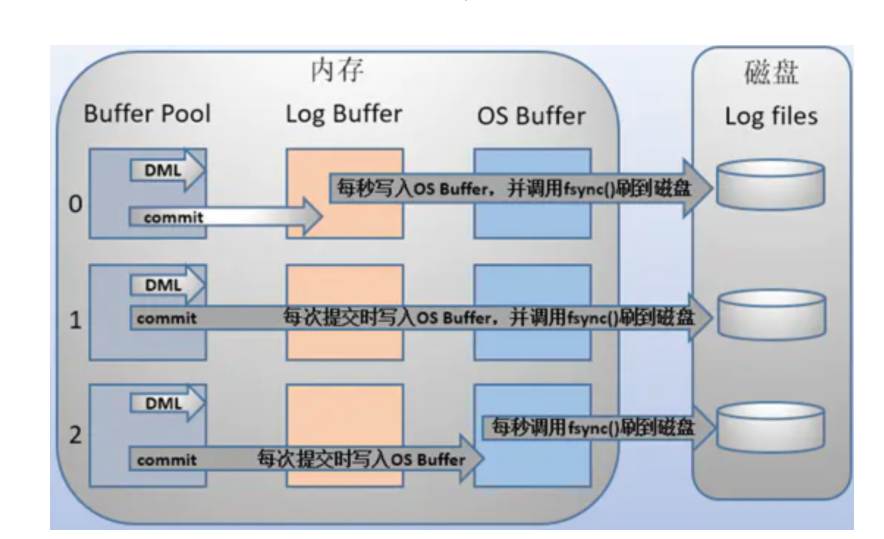 内存
磁盘
Buffer Pool
Log Buffer
OS Buffer
Log files
0
DML
每秒写入OS Buffer，并调用fsync()刷到磁盘
commit
1
DML
commit
每次提交时写入OS Buffer，并调用fsync()刷到磁盘
2
DML
每秒调用fsync()刷到磁盘
commit
每次提交时写入OS Buffer